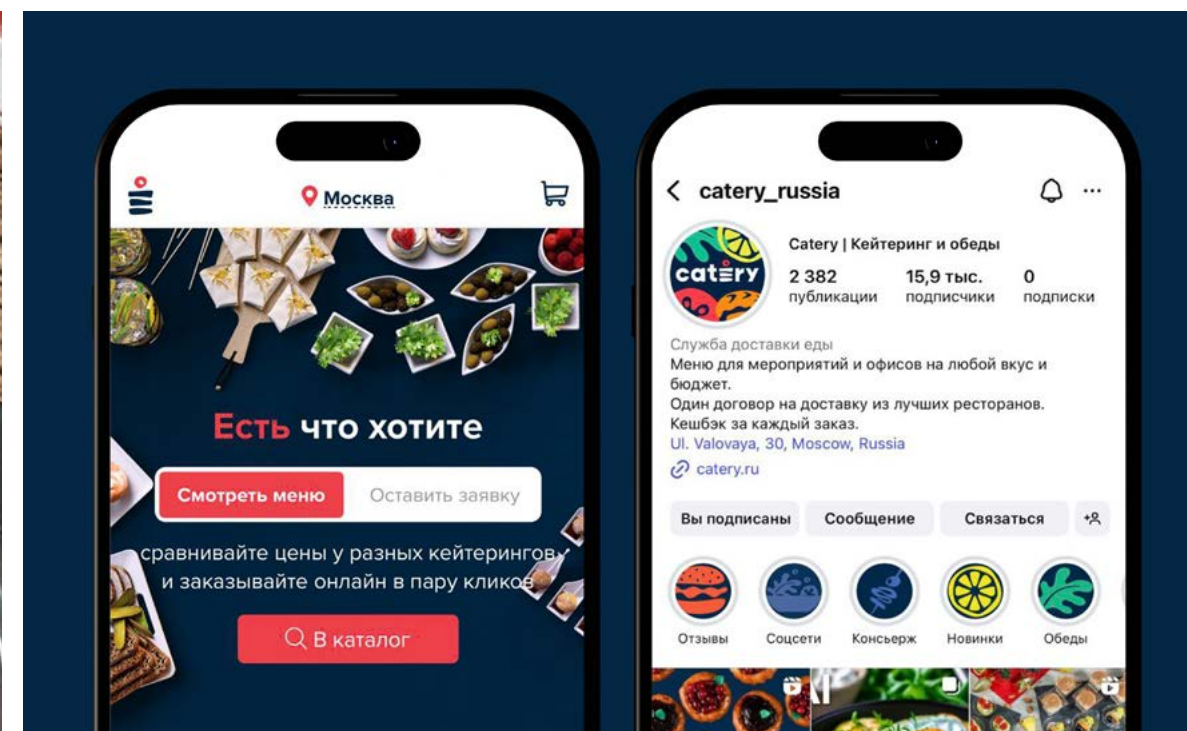 Москва
Есть что хотите
Смотреть меню
Оставить заявку
сравнивайте цены у разных кейтерингов
и заказывайте онлайн в пару кликов
В каталог
catery_russia
catery
Catery | Кейтеринг и обеды
2 382
15,9 тыс.
0
публикации
подписчики
подписки
Служба доставки еды
Меню для мероприятий и офисов на любой вкус и
бюджет.
Один договор на доставку из лучших ресторанов.
Кешбэк за каждый заказ.
Ul. Valovaya, 30, Moscow, Russia
catery.ru
Вы подписаны
Сообщение
Связаться
Отзывы
Соцсети
Консьерж
Новинки
Обеды